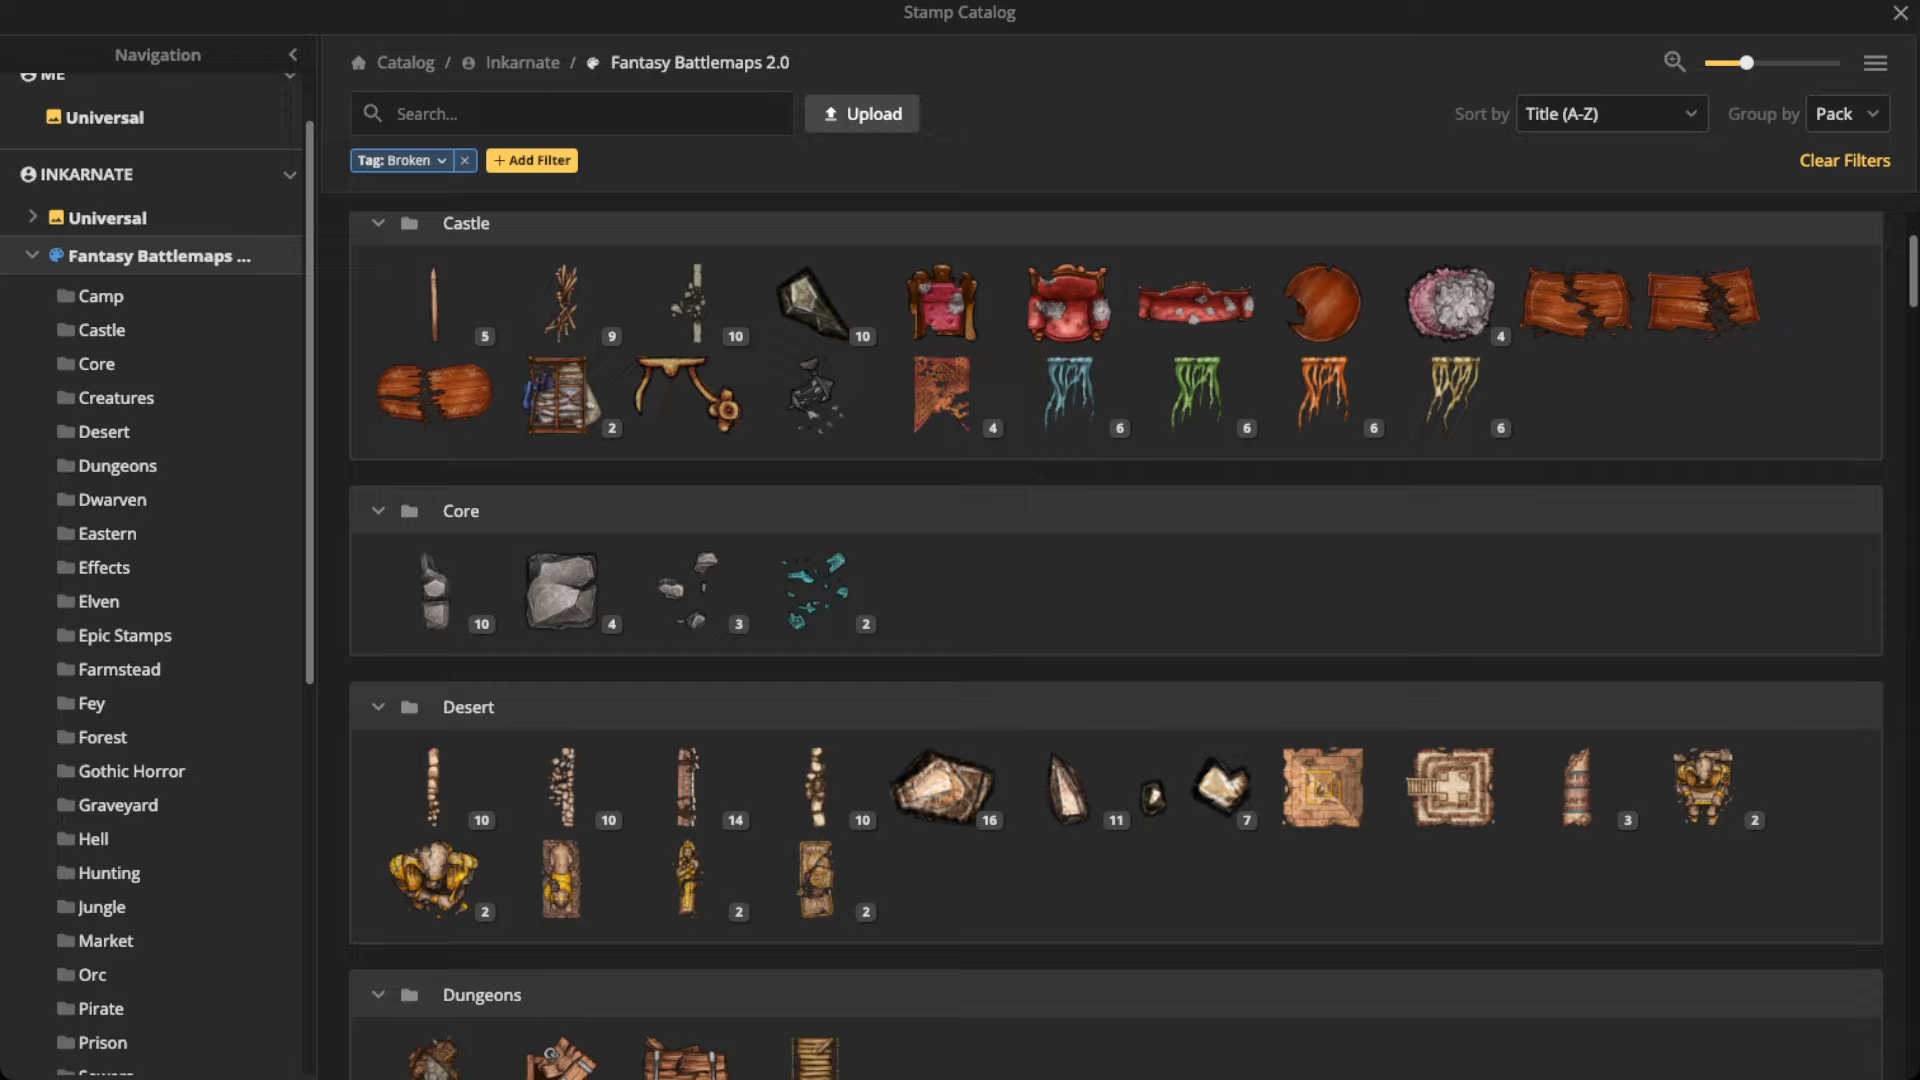 Stamp Catalog
Navigation
ME
Universal
INKARNATE
Universal
Fantasy Battlemaps ...
Camp
Castle
Core
Creatures
Desert
Dungeons
Dwarven
Eastern
Effects
Elven
Epic Stamps
Farmstead
Fey
Forest
Gothic Horror
Graveyard
Hell
Hunting
Jungle
Market
Orc
Pirate
Prison
Catalog / Inkarnate / Fantasy Battlemaps 2.0
Search...
Upload
Sort by Title (A-Z)
Group by Pack
Tag: Broken
+ Add Filter
Clear Filters
Castle
5 9 10 10 4
2 4 6 6 6 6
Core
10 4 3 2
Desert
10 10 14 10 16 11 7 3 2
2 2 2
Dungeons